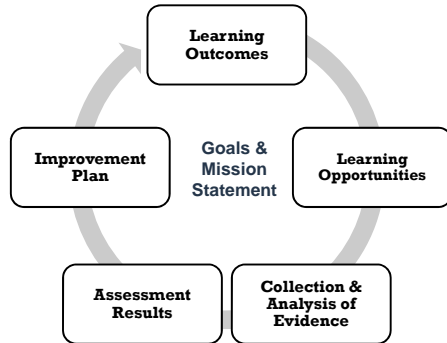 Learning
Outcomes
Improvement
Plan
Goals &
Mission
Statement
Learning
Opportunities
Assessment
Results
Collection &
Analysis of
Evidence